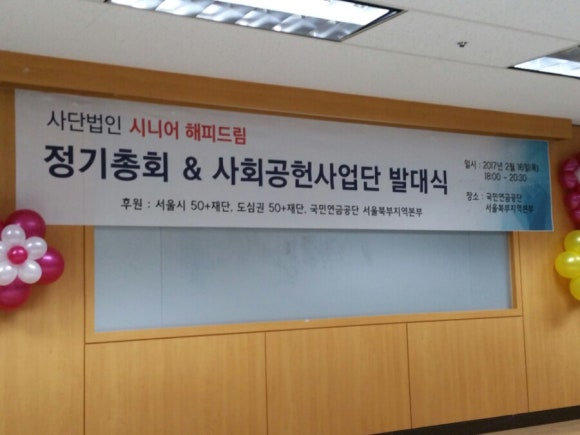 사단법인 시니어 해피드림
정기총회 & 사회공헌사업단 발대식
후원 : 서울시 50+재단, 도심권 50+재단, 국민연금공단 서울북부지역본부
일시 : 2017년 2월 16일(목)
18:00 - 20:30
장소 : 국민연금공단
서울북부지역본부